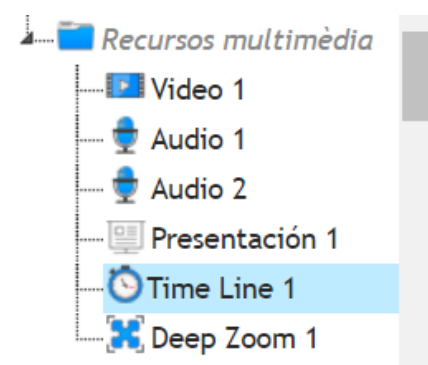 Recursos multimèdia
Video 1
Audio 1
Audio 2
Presentación 1
Time Line 1
Deep Zoom 1